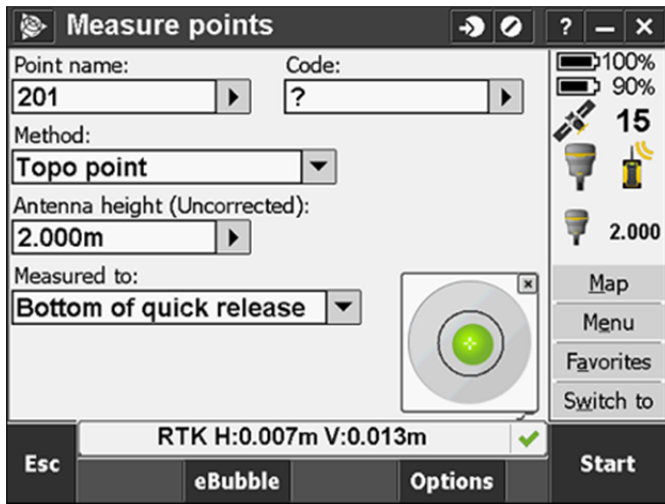 Measure points
? – ×
Point name:
Code:
201
?
Method:
Topo point
Antenna height (Uncorrected):
2.000m
Measured to:
Bottom of quick release
100%
90%
15
2.000
Map
Menu
Favorites
Switch to
RTK H:0.007m V:0.013m
Esc
eBubble
Options
Start